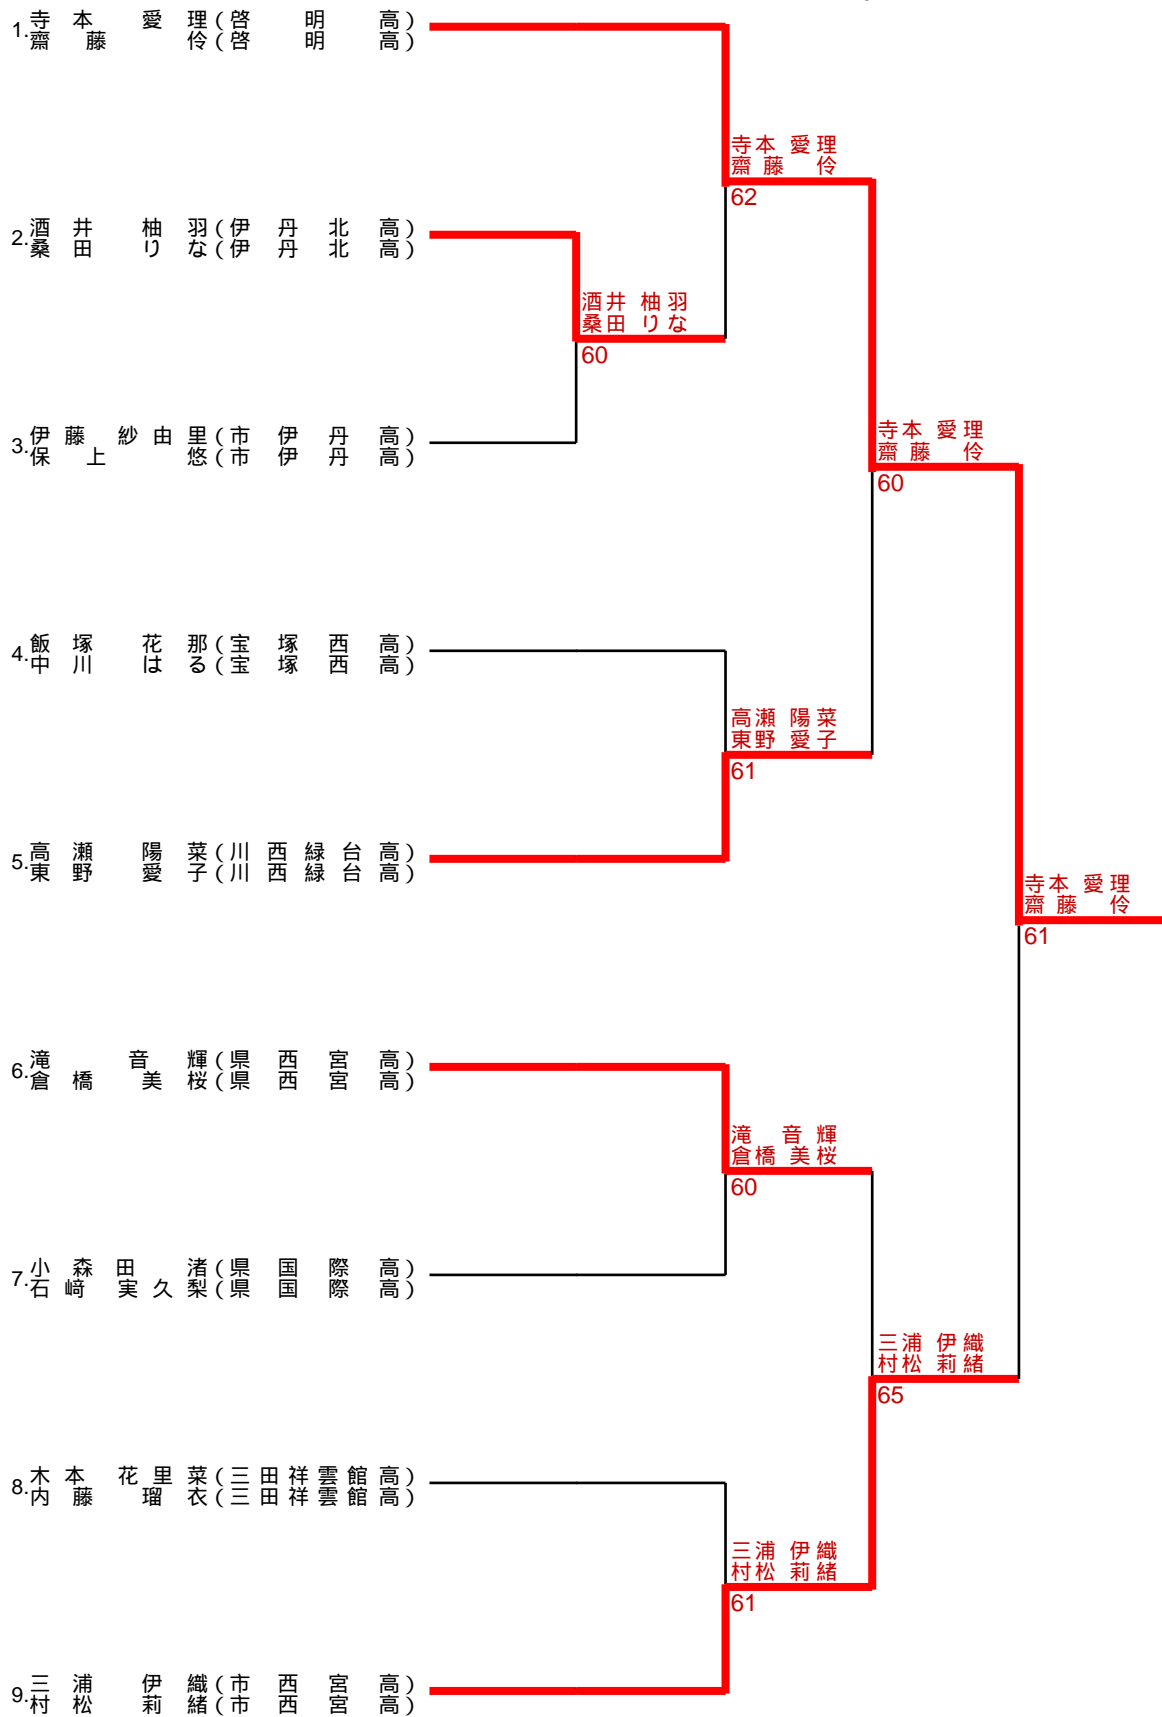 1. 寺本 愛理(啓明高)
齋藤 伶(啓明高)
寺本 愛理
齋藤 伶
62
2. 酒井 柚羽(伊丹北高)
桑田 りな(伊丹北高)
酒井 柚羽
桑田 りな
60
3. 伊藤 紗由里(市伊丹高)
保上 悠(市伊丹高)
寺本 愛理
齋藤 伶
60
4. 飯塚 花那(宝塚西高)
中川 はる(宝塚西高)
高瀬 陽菜
東野 愛子
61
5. 高瀬 陽菜(川西緑台高)
東野 愛子(川西緑台高)
寺本 愛理
齋藤 伶
61
6. 滝 音輝(県西宮高)
倉橋 美桜(県西宮高)
滝 音輝
倉橋 美桜
60
7. 小森田 渚(県国際高)
石﨑 実久梨(県国際高)
三浦 伊織
村松 莉緒
65
8. 木本 花里菜(三田祥雲館高)
内藤 瑠衣(三田祥雲館高)
三浦 伊織
村松 莉緒
61
9. 三浦 伊織(市西宮高)
村松 莉緒(市西宮高)